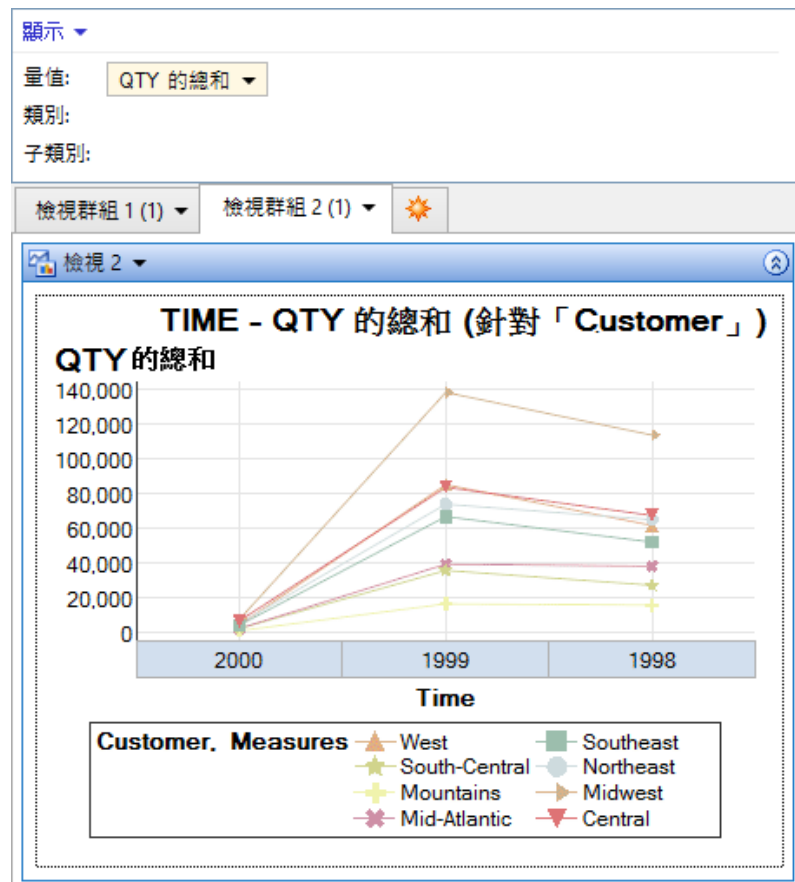 顯示
量值: QTY 的總和
類別:
子類別:
檢視群組 1 (1) 檢視群組 2 (1)
檢視 2
TIME - QTY 的總和 (針對「Customer」)
QTY 的總和
140,000
120,000
100,000
80,000
60,000
40,000
20,000
0
2000 1999 1998
Time
Customer, Measures West Southeast
South-Central Northeast
Mountains Midwest
Mid-Atlantic Central